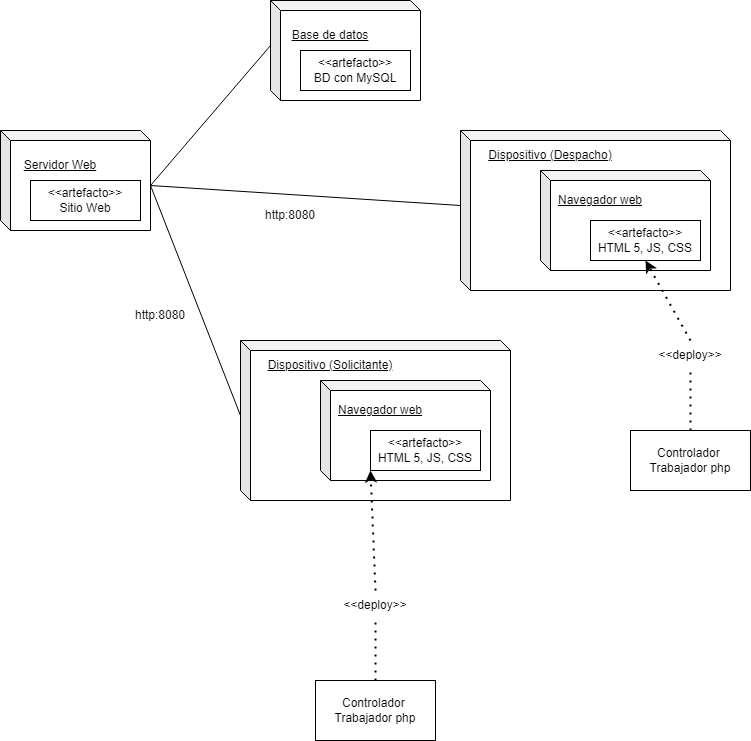 Base de datos
<<artefacto>>
BD con MySQL
Servidor Web
<<artefacto>>
Sitio Web
http:8080
Dispositivo (Despacho)
Navegador web
<<artefacto>>
HTML 5, JS, CSS
http:8080
Dispositivo (Solicitante)
Navegador web
<<artefacto>>
HTML 5, JS, CSS
<<deploy>>
Controlador
Trabajador php
<<deploy>>
Controlador
Trabajador php